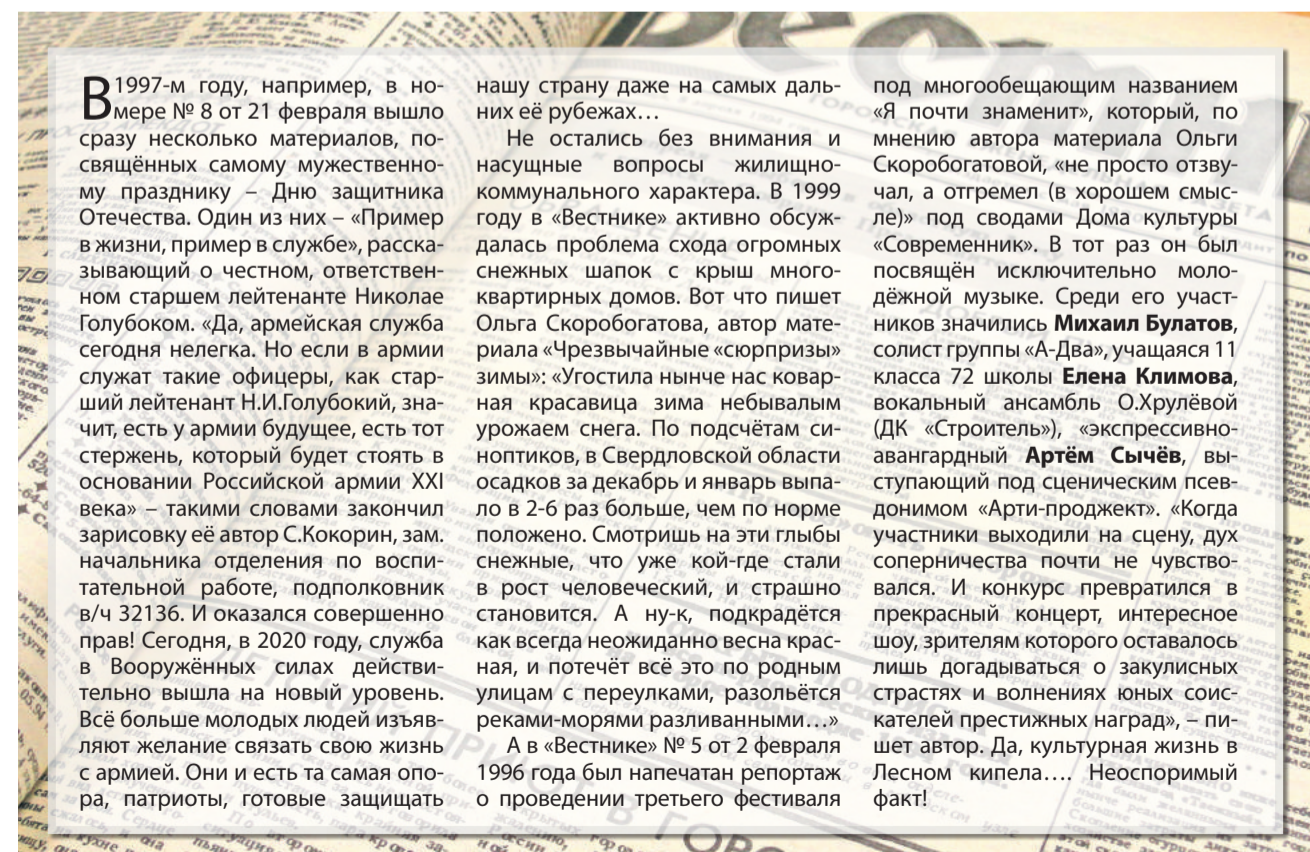 В 1997-м году, например, в но-
мере № 8 от 21 февраля вышло
сразу несколько материалов, по-
свящённых самому мужественно-
му празднику – Дню защитника
Отечества. Один из них – «Пример
в жизни, пример в службе», расска-
зывающий о честном, ответствен-
ном старшем лейтенанте Николае
Голубоком. «Да, армейская служба
сегодня нелегка. Но если в армии
служат такие офицеры, как стар-
ший лейтенант Н.И.Голубокий, зна-
чит, есть у армии будущее, есть тот
стержень, который будет стоять в
основании Российской армии XXI
века» – такими словами закончил
зарисовку её автор С.Кокорин, зам.
начальника отделения по воспи-
тательной работе, подполковник
в/ч 32136. И оказался совершенно
прав! Сегодня, в 2020 году, служба
в Вооружённых силах действи-
тельно вышла на новый уровень.
Всё больше молодых людей изъяв-
ляют желание связать свою жизнь
с армией. Они и есть та самая опо-
ра, патриоты, готовые защищать
нашу страну даже на самых даль-
них её рубежах…
Не остались без внимания и
насущные вопросы жилищно-
коммунального характера. В 1999
году в «Вестнике» активно обсуж-
далась проблема схода огромных
снежных шапок с крыш много-
квартирных домов. Вот что пишет
Ольга Скоробогатова, автор мате-
риала «Чрезвычайные «сюрпризы»
зимы»: «Угостила нынче нас ковар-
ная красавица зима небывалым
урожаем снега. По подсчётам си-
ноптиков, в Свердловской области
осадков за декабрь и январь выпа-
ло в 2-6 раз больше, чем по норме
положено. Смотришь на эти глыбы
снежные, что уже кой-где стали
в рост человеческий, и страшно
становится. А ну-к, подкрадётся
как всегда неожиданно весна крас-
ная, и потечёт всё это по родным
улицам с переулками, разольётся
реками-морями разливанными…»
А в «Вестнике» № 5 от 2 февраля
1996 года был напечатан репортаж
о проведении третьего фестиваля
под многообещающим названием
«Я почти знаменит», который, по
мнению автора материала Ольги
Скоробогатовой, «не просто отзву-
чал, а отгремел (в хорошем смыс-
ле)» под сводами Дома культуры
«Современник». В тот раз он был
посвящён исключительно моло-
дёжной музыке. Среди его участ-
ников значились Михаил Булатов,
солист группы «А-Два», учащаяся 11
класса 72 школы Елена Климова,
вокальный ансамбль О.Хрулёвой
(ДК «Строитель»), «экспрессивно-
авангардный Артём Сычёв, вы-
ступающий под сценическим псев-
донимом «Арти-проджект». «Когда
участники выходили на сцену, дух
соперничества почти не чувство-
вался. И конкурс превратился в
прекрасный концерт, интересное
шоу, зрителям которого оставалось
лишь догадываться о закулисных
страстях и волнениях юных соис-
кателей престижных наград», – пи-
шет автор. Да, культурная жизнь в
Лесном кипела…. Неоспоримый
факт!